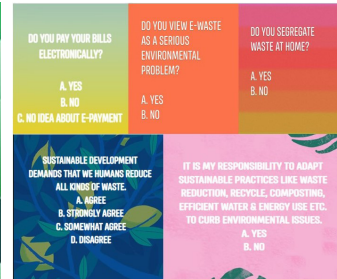 DO YOU PAY YOUR BILLS
ELECTRONICALLY?
A. YES
B. NO
C. NO IDEA ABOUT E-PAYMENT
DO YOU VIEW E-WASTE
AS A SERIOUS
ENVIRONMENTAL
PROBLEM?
A. YES
B. NO
DO YOU SEGREGATE
WASTE AT HOME?
A. YES
B. NO
SUSTAINABLE DEVELOPMENT
DEMANDS THAT WE HUMANS REDUCE
ALL KINDS OF WASTE.
A. AGREE
B. STRONGLY AGREE
C. SOMEWHAT AGREE
D. DISAGREE
IT IS MY RESPONSIBILITY TO ADAPT
SUSTAINABLE PRACTICES LIKE WASTE
REDUCTION, RECYCLE, COMPOSTING,
EFFICIENT WATER & ENERGY USE ETC.
TO CURB ENVIRONMENTAL ISSUES.
A. YES
B. NO